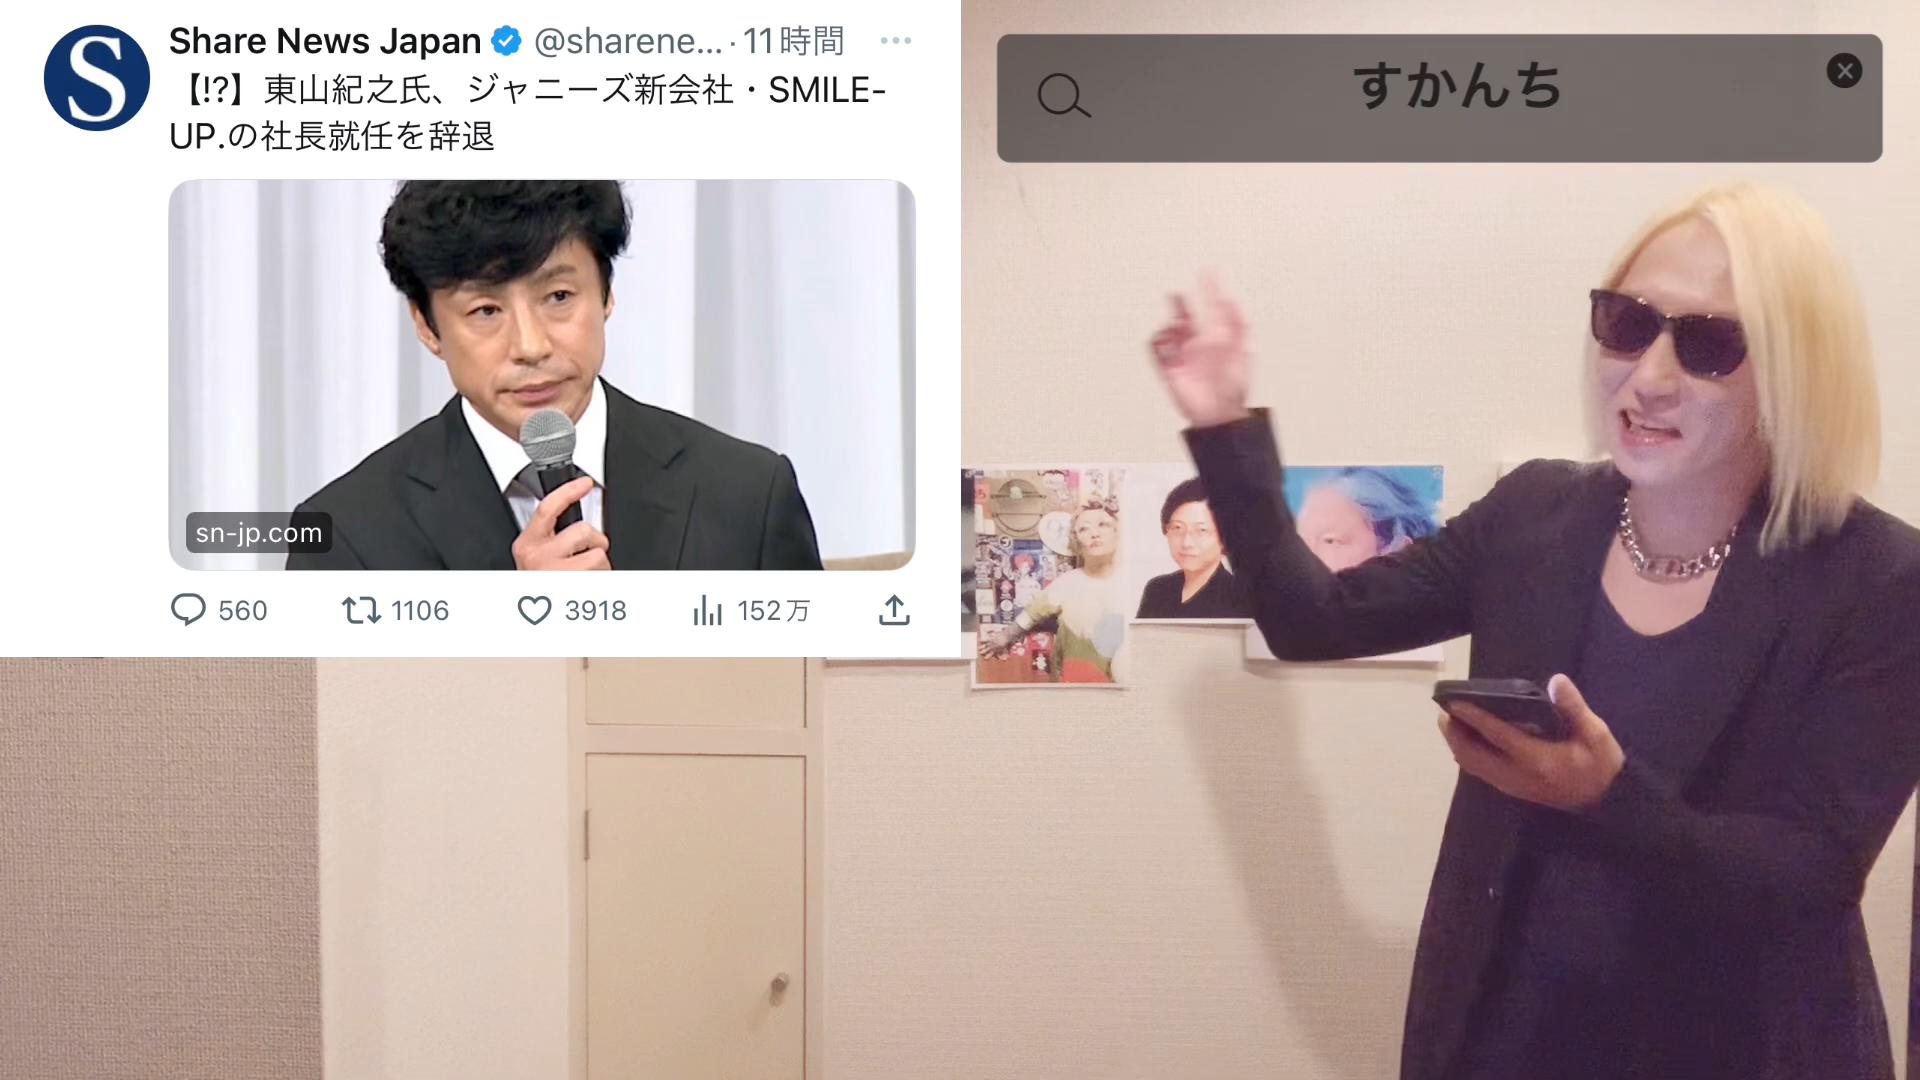 Share News Japan @sharene... · 11時間
【!?】東山紀之氏、ジャニーズ新会社・SMILE-
UP.の社長就任を辞退
sn-jp.com
560 1106 3918 152万
すかんち